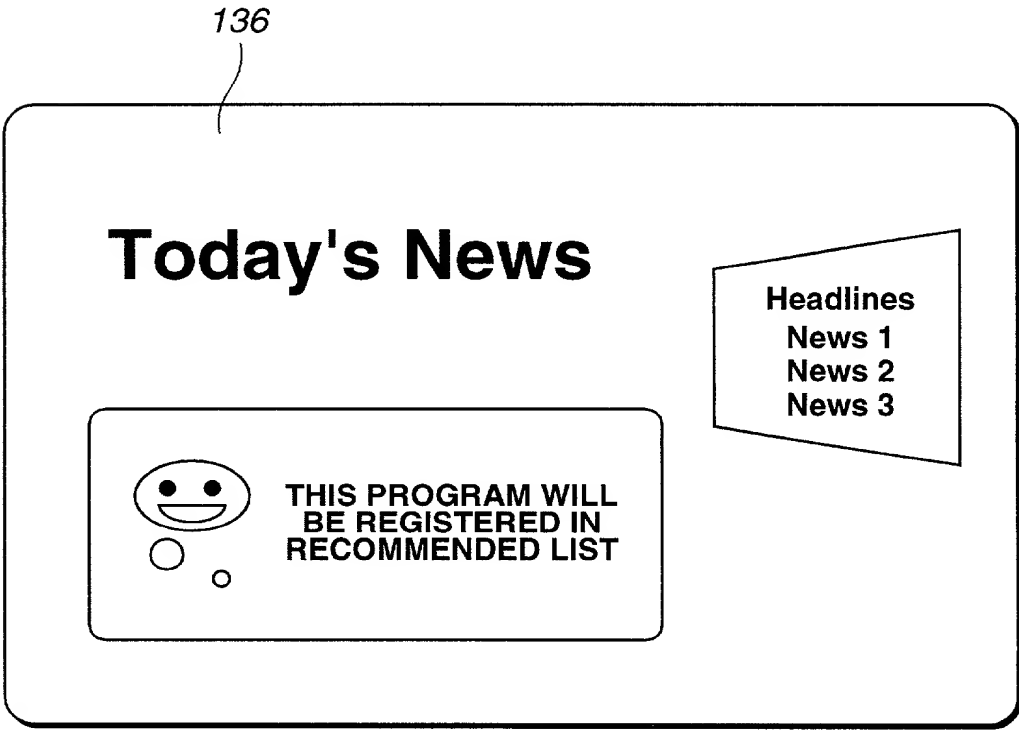 136
Today's News
Headlines
News 1
News 2
News 3
THIS PROGRAM WILL
BE REGISTERED IN
RECOMMENDED LIST